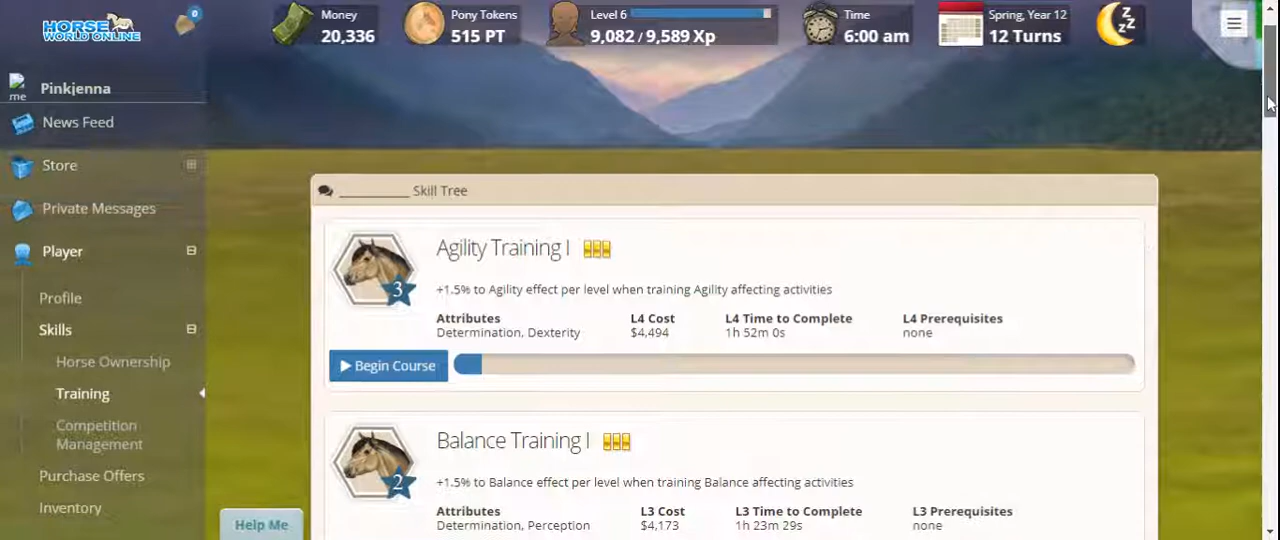 HORSE
WORLD ONLINE
0
Money
20,336
Pony Tokens
515 PT
Level 6
9,082 / 9,589 Xp
Time
6:00 am
Spring, Year 12
12 Turns
Z Z Z
me
Pinkjenna
News Feed
Store
Private Messages
Player
Profile
Skills
Horse Ownership
Training
Competition
Management
Purchase Offers
Inventory
__________ Skill Tree
3
Agility Training I
+1.5% to Agility effect per level when training Agility affecting activities
Attributes L4 Cost L4 Time to Complete L4 Prerequisites
Determination, Dexterity $4,494 1h 52m 0s none
Begin Course
2
Balance Training I
+1.5% to Balance effect per level when training Balance affecting activities
Attributes L3 Cost L3 Time to Complete L3 Prerequisites
Determination, Perception $4,173 1h 23m 29s none
Help Me